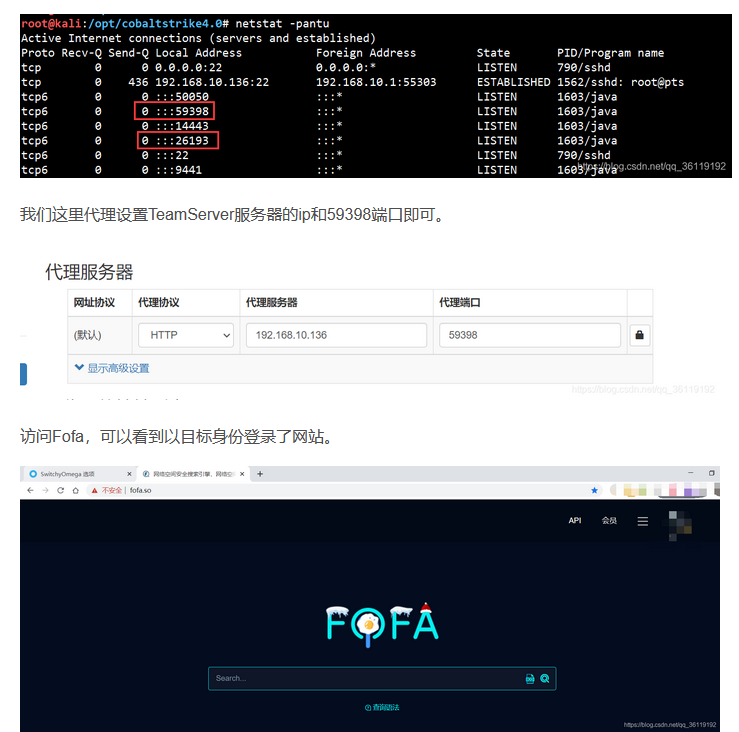 root@kali:/opt/cobaltstrike4.0# netstat -pantu
Active Internet connections (servers and established)
Proto Recv-Q Send-Q Local Address Foreign Address State PID/Program name
tcp 0 0 0.0.0.0:22 0.0.0.0:* LISTEN 790/sshd
tcp 0 436 192.168.10.136:22 192.168.10.1:55303 ESTABLISHED 1562/sshd: root@pts
tcp6 0 0 :::50050 :::* LISTEN 1603/java
tcp6 0 0 :::59398 :::* LISTEN 1603/java
tcp6 0 0 :::14443 :::* LISTEN 1603/java
tcp6 0 0 :::26193 :::* LISTEN 1603/java
tcp6 0 0 :::22 :::* LISTEN 790/sshd
tcp6 0 0 :::9441 :::* LISTEN 1603/java
https://blog.csdn.net/qq_36119192
我们这里代理设置TeamServer服务器的ip和59398端口即可。
代理服务器
网址协议 代理协议 代理服务器 代理端口
(默认) HTTP 192.168.10.136 59398
显示高级设置
https://blog.csdn.net/qq_36119192
访问Fofa，可以看到以目标身份登录了网站。
SwitchyOmega 选项 × 网络空间安全搜索引擎，网络空 × +
不安全 | fofa.so
API 会员
FOFA
Search...
查询语法
https://blog.csdn.net/qq_36119192